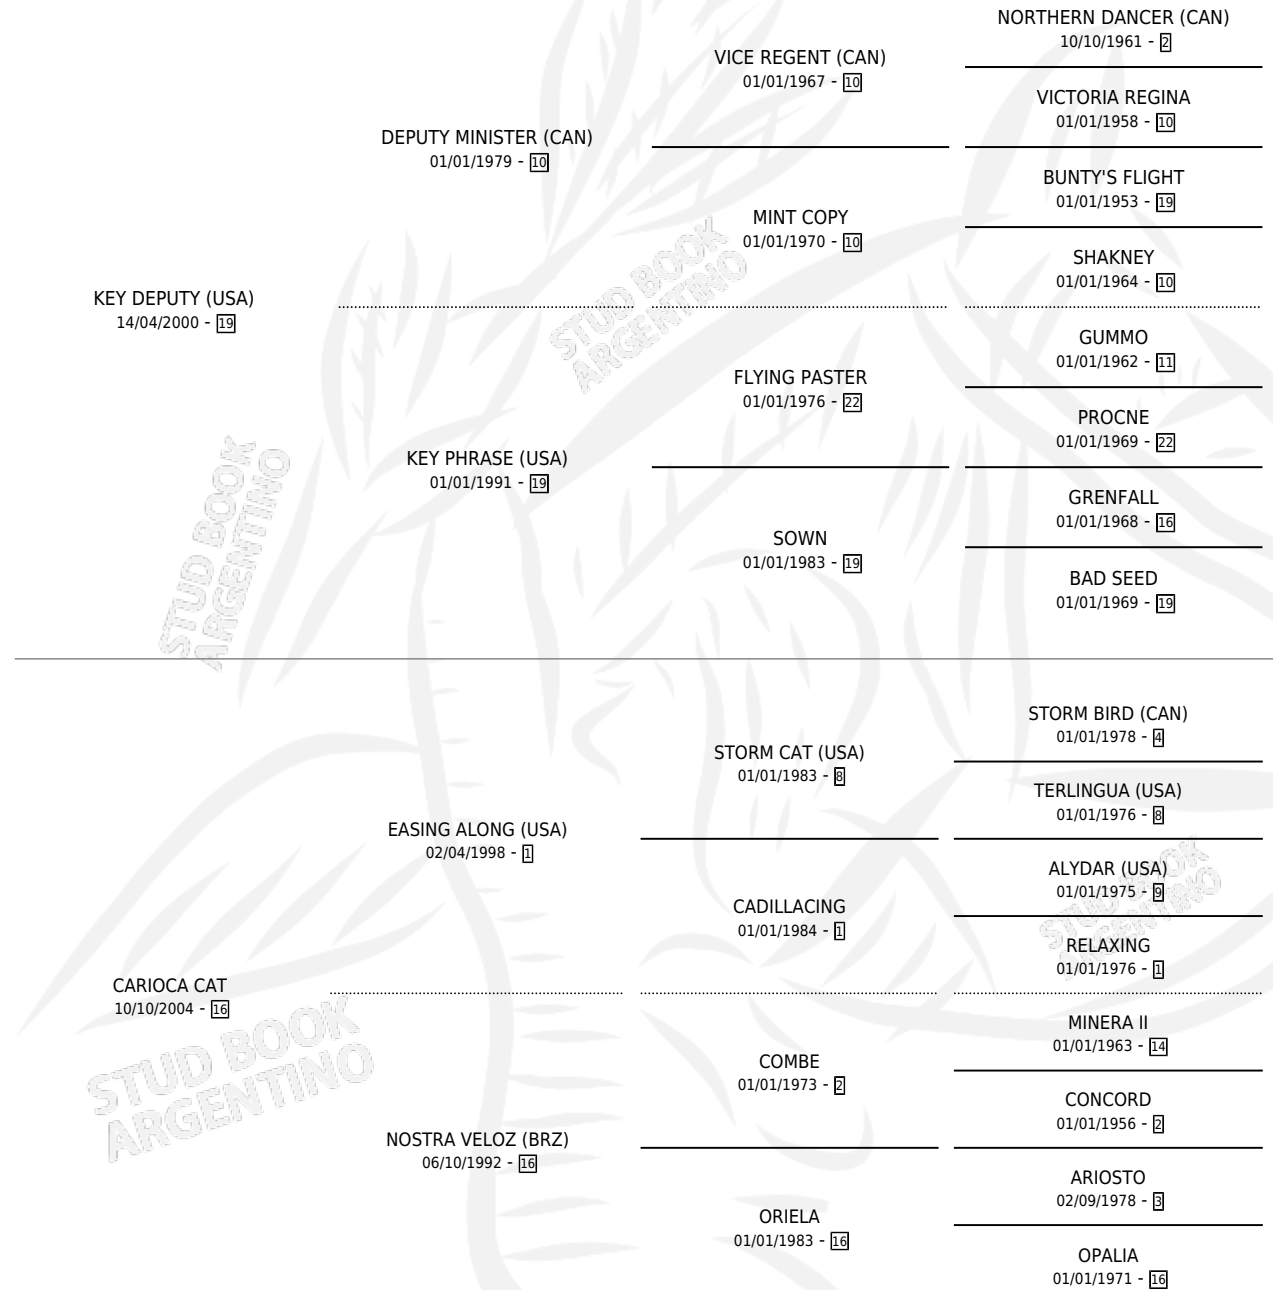 NORTHERN DANCER (CAN)
10/10/1961 - 2
VICE REGENT (CAN)
01/01/1967 - 10
VICTORIA REGINA
01/01/1958 - 10
DEPUTY MINISTER (CAN)
01/01/1979 - 10
BUNTY'S FLIGHT
01/01/1953 - 19
MINT COPY
01/01/1970 - 10
SHAKNEY
01/01/1964 - 10
KEY DEPUTY (USA)
14/04/2000 - 19
STUD BOOK
ARGENTINO
GUMMO
01/01/1962 - 11
FLYING PASTER
01/01/1976 - 22
PROCNE
01/01/1969 - 22
KEY PHRASE (USA)
01/01/1991 - 19
GRENFALL
01/01/1968 - 16
SOWN
01/01/1983 - 19
BAD SEED
01/01/1969 - 19
STUD BOOK
ARGENTINO
STORM BIRD (CAN)
01/01/1978 - 4
STORM CAT (USA)
01/01/1983 - 8
TERLINGUA (USA)
01/01/1976 - 8
EASING ALONG (USA)
02/04/1998 - 1
ALYDAR (USA)
01/01/1975 - 9
CADILLACING
01/01/1984 - 1
STUD BOOK
ARGENTINO
RELAXING
01/01/1976 - 1
CARIOCA CAT
10/10/2004 - 16
MINERA II
01/01/1963 - 14
STUD BOOK
ARGENTINO
COMBE
01/01/1973 - 2
CONCORD
01/01/1956 - 2
NOSTRA VELOZ (BRZ)
06/10/1992 - 16
ARIOSTO
02/09/1978 - 3
ORIELA
01/01/1983 - 16
OPALIA
01/01/1971 - 16